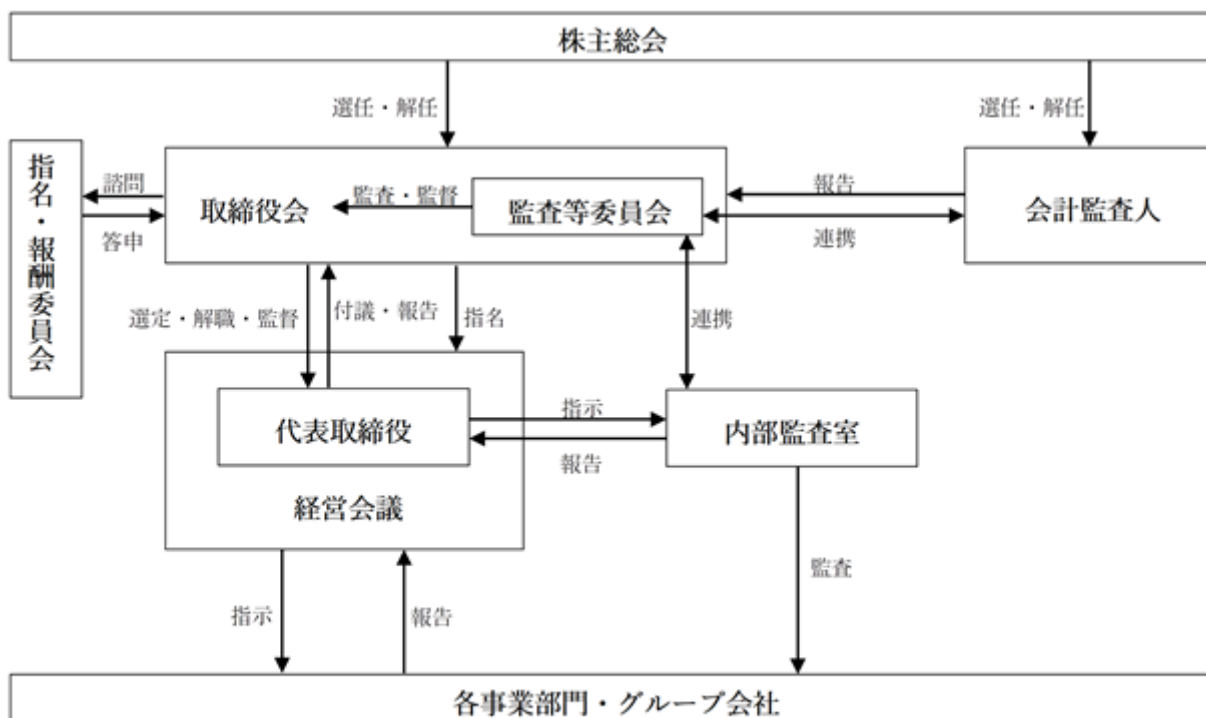 株主総会
選任・解任
選任・解任
指名・報酬委員会
諮問
答申
取締役会
監査・監督
監査等委員会
報告
連携
会計監査人
選定・解職・監督
付議・報告
指名
連携
代表取締役
経営会議
指示
報告
内部監査室
指示
報告
監査
各事業部門・グループ会社